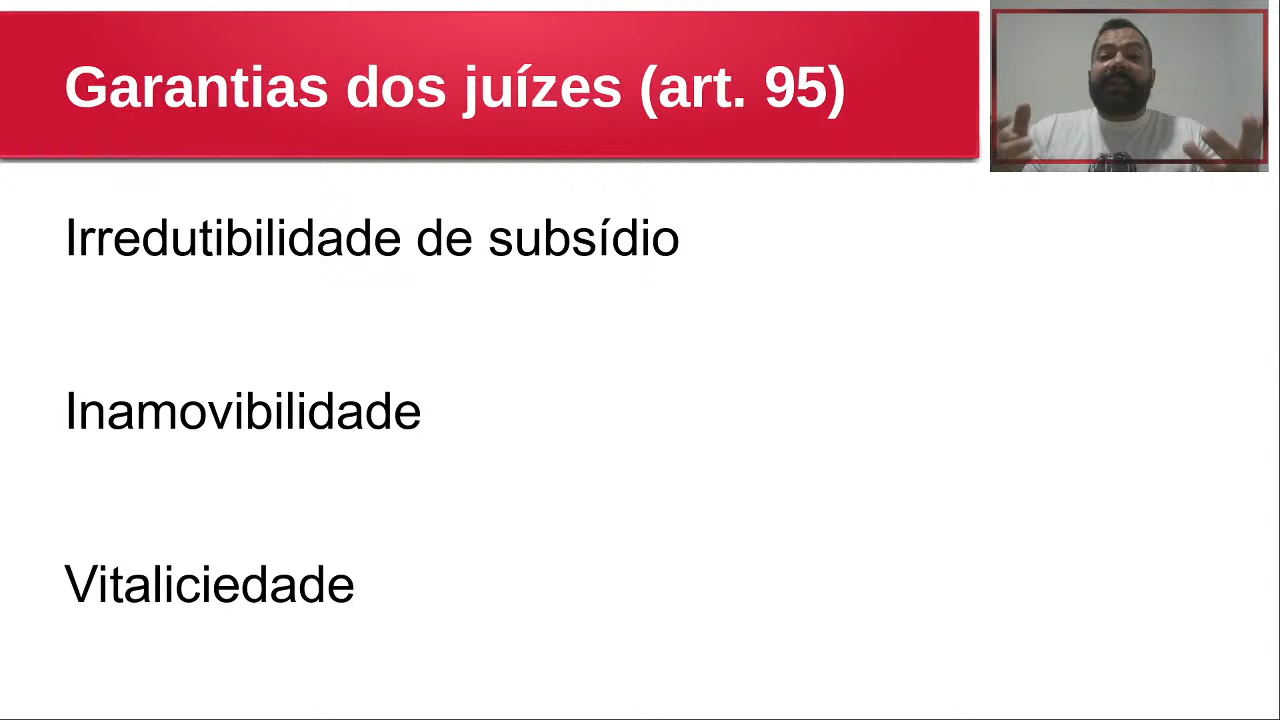 Garantias dos juízes (art. 95)
Irredutibilidade de subsídio
Inamovibilidade
Vitaliciedade